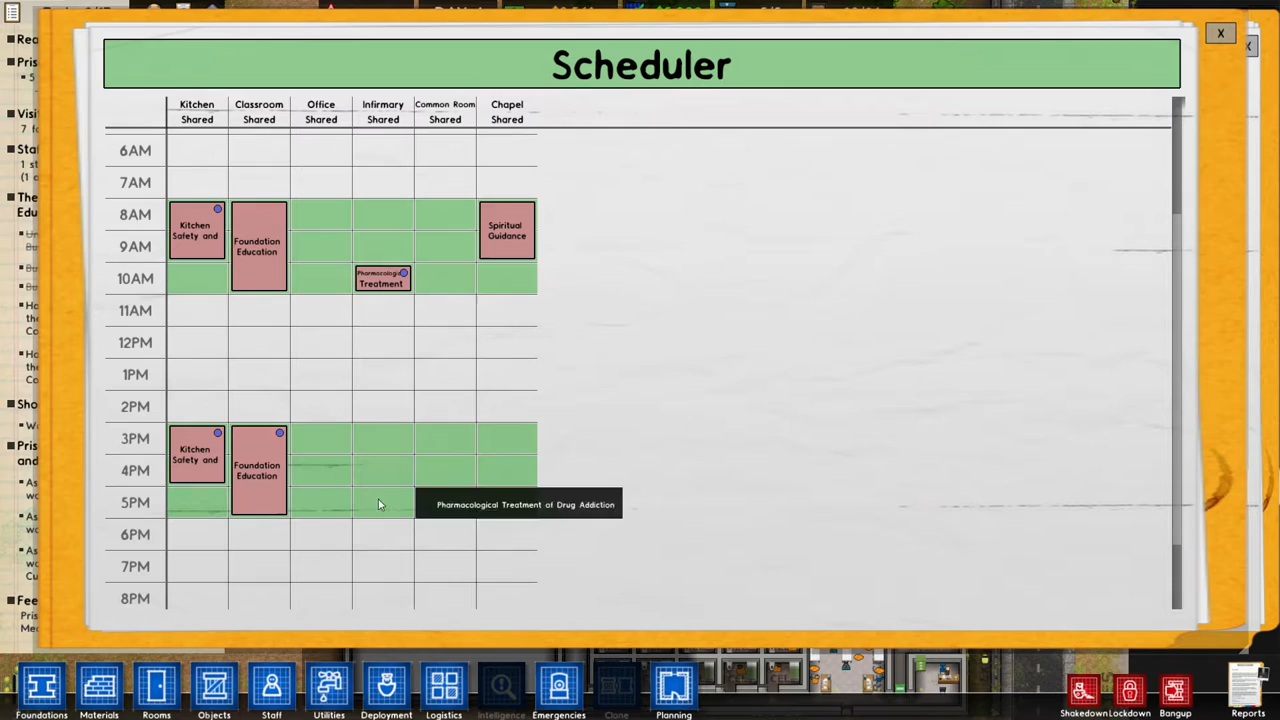 Scheduler
X
X
Kitchen Classroom Office Infirmary Common Room Chapel
Shared Shared Shared Shared Shared Shared
6AM
7AM
8AM
9AM
10AM
11AM
12PM
1PM
2PM
3PM
4PM
5PM
6PM
7PM
8PM
Kitchen
Safety and
Foundation
Education
Spiritual
Guidance
Treatment
Kitchen
Safety and
Foundation
Education
Pharmacological Treatment of Drug Addiction
Foundations Materials Rooms Objects Staff Utilities Deployment Logistics Intelligence Emergencies Clone Planning
Shakedown Lockdown Bangup Reports